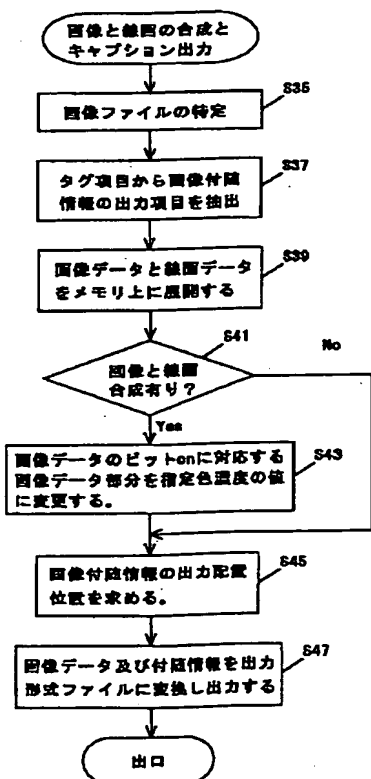 画像と線画の合成と
キャプション出力
S35
画像ファイルの特定
S37
タグ項目から画像付随
情報の出力項目を抽出
S39
画像データと線画データ
をメモリ上に展開する
S41
画像と線画
合成有り？
No
Yes
S43
画像データのビットonに対応する
画像データ部分を指定色濃度の値
に変更する。
S45
画像付随情報の出力配置
位置を求める。
S47
画像データ及び付随情報を出力
形式ファイルに変換し出力する
出口